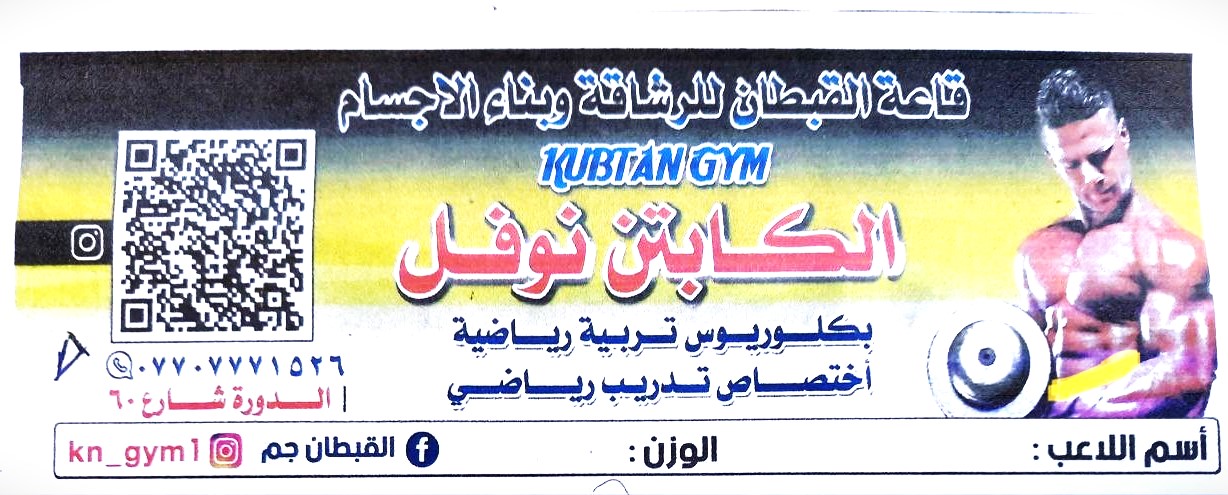 قاعة القبطان للرشاقة وبناء الاجسام
KUBTAN GYM
الكابتن نوفل
بكلوريوس تربية رياضية
أختصاص تدريب رياضي
٠٧٧٠٧٧٧١٥٢٦
الدورة شارع ٦٠
أسم اللاعب : الوزن : القبطان جم kn_gym1